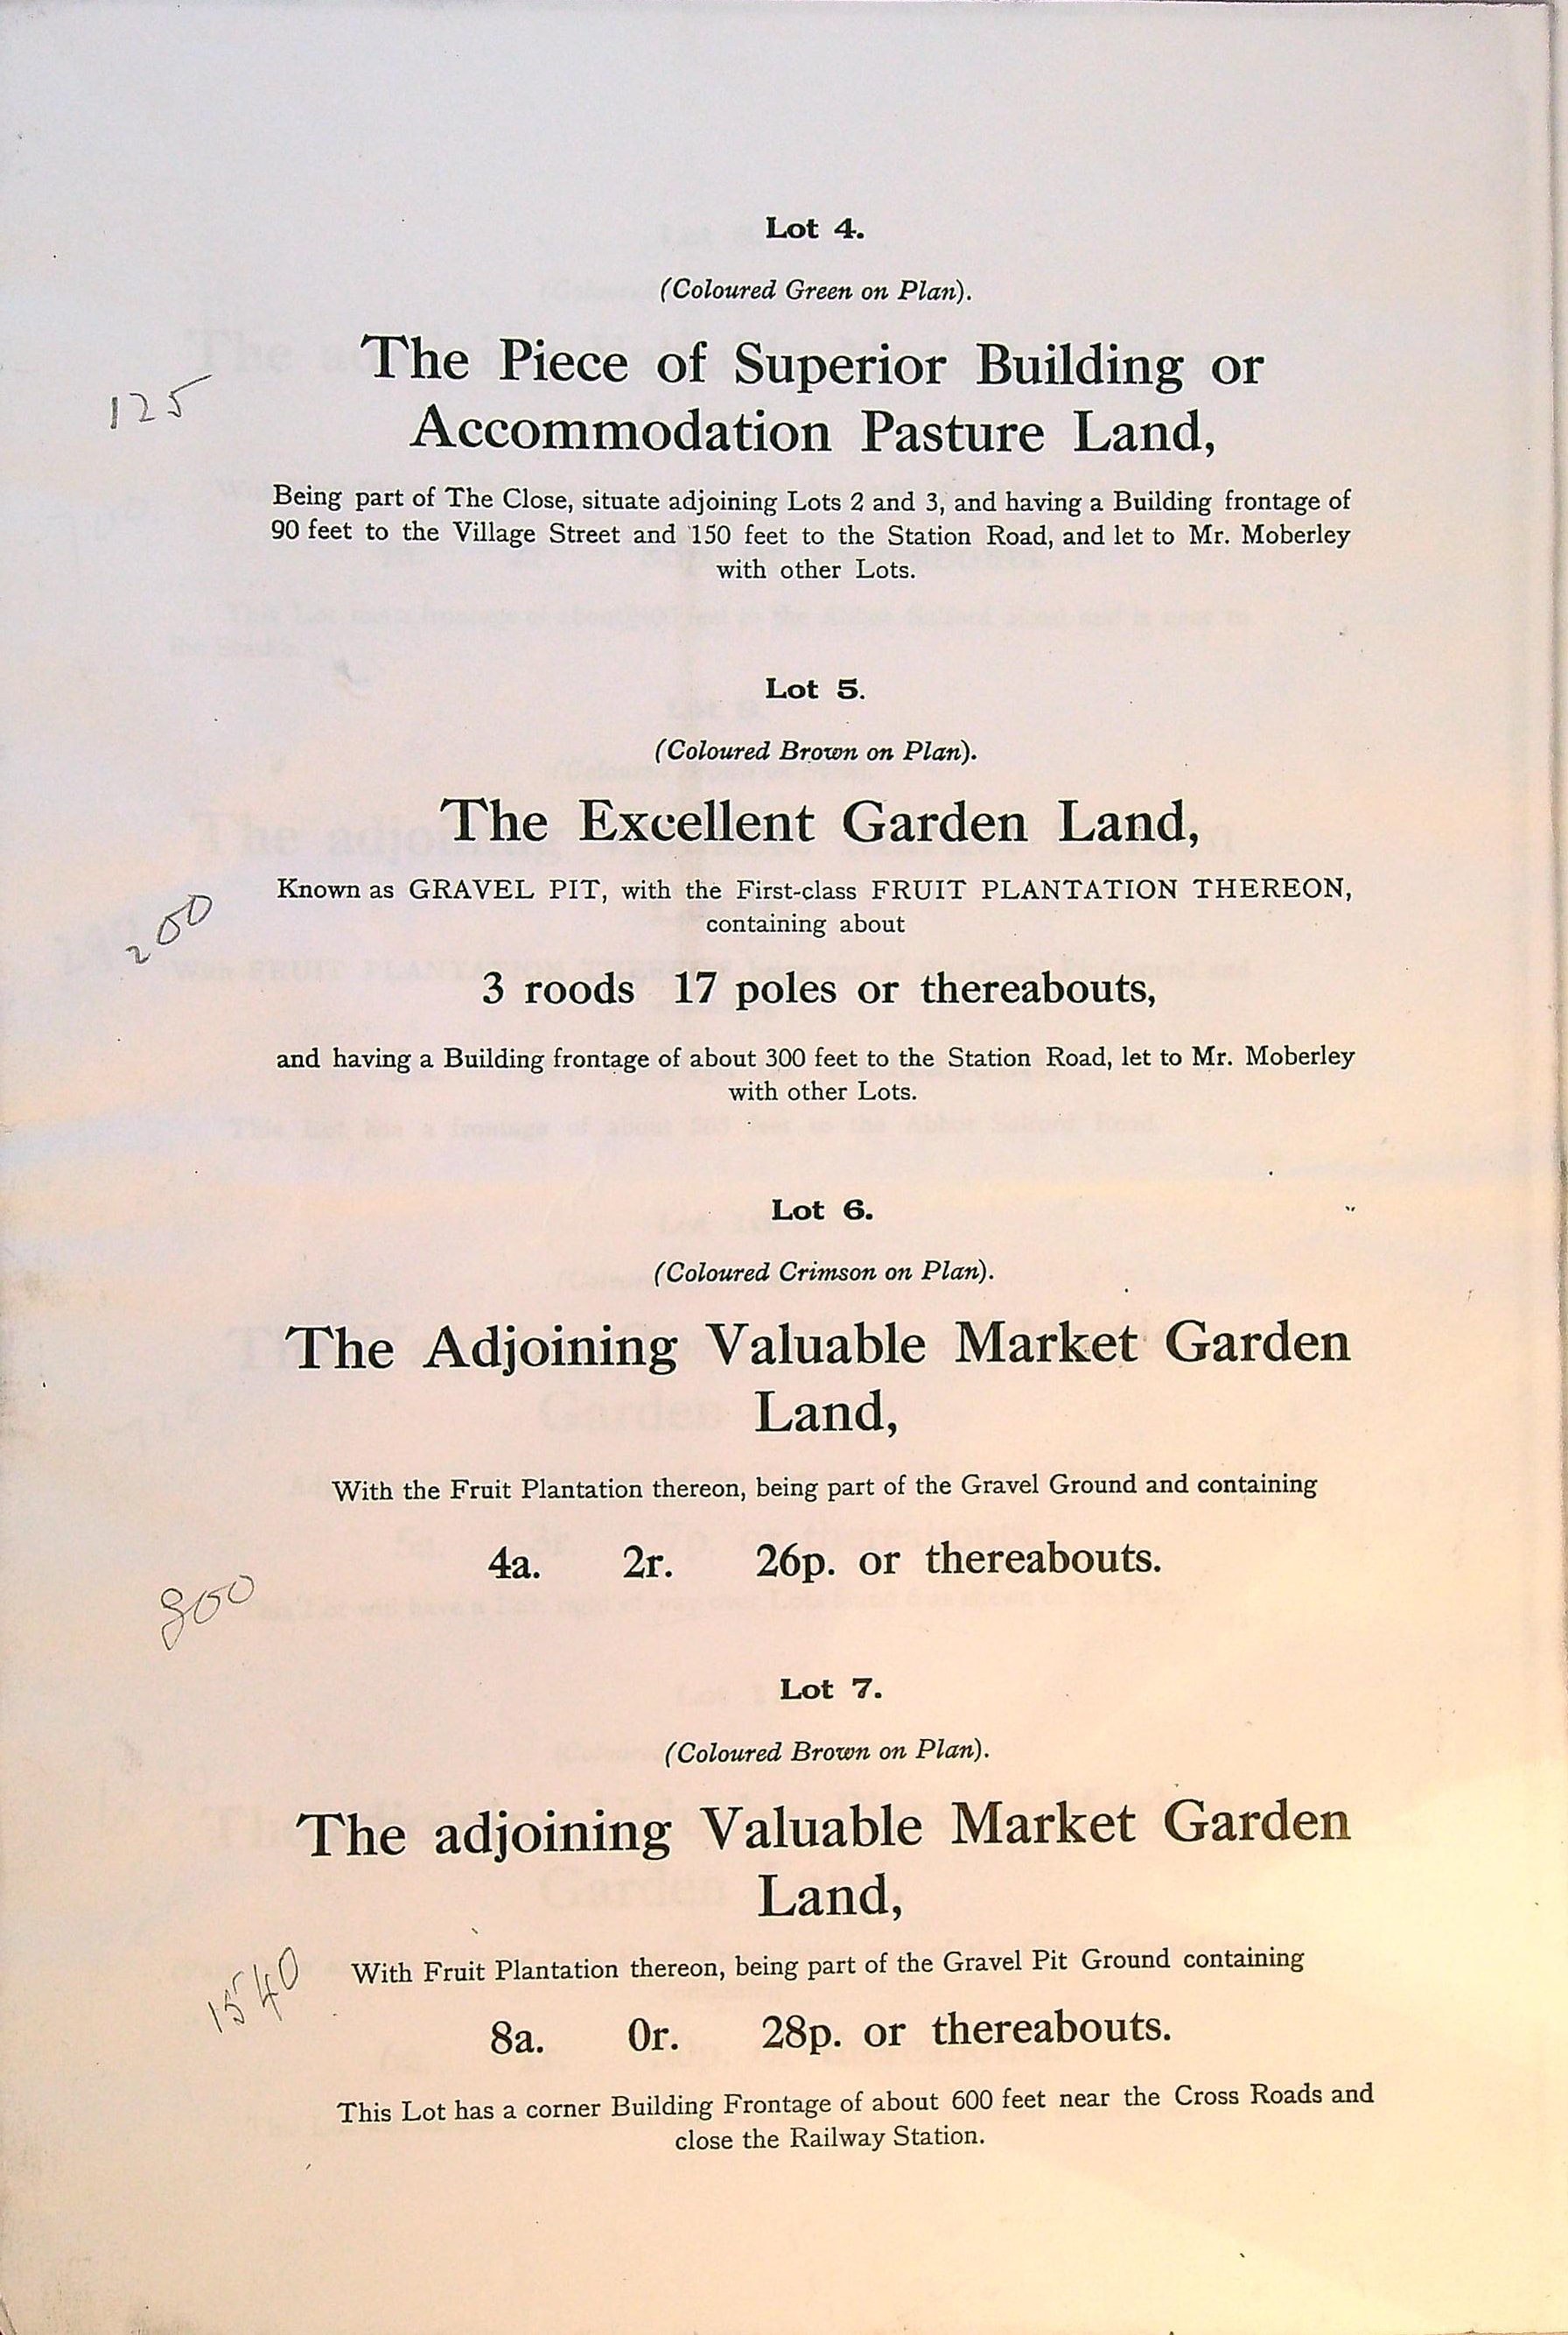 Lot 4.
(Coloured Green on Plan).
The Piece of Superior Building or
Accommodation Pasture Land,
125
Being part of The Close, situate adjoining Lots 2 and 3, and having a Building frontage of
90 feet to the Village Street and 150 feet to the Station Road, and let to Mr. Moberley
with other Lots.
Lot 5.
(Coloured Brown on Plan).
The Excellent Garden Land,
Known as GRAVEL PIT, with the First-class FRUIT PLANTATION THEREON,
200
containing about
3 roods 17 poles or thereabouts,
and having a Building frontage of about 300 feet to the Station Road, let to Mr. Moberley
with other Lots.
Lot 6.
(Coloured Crimson on Plan).
The Adjoining Valuable Market Garden
Land,
With the Fruit Plantation thereon, being part of the Gravel Ground and containing
4a. 2r. 26p. or thereabouts.
800
Lot 7.
(Coloured Brown on Plan).
The adjoining Valuable Market Garden
Land,
With Fruit Plantation thereon, being part of the Gravel Pit Ground containing
1540
8a. 0r. 28p. or thereabouts.
This Lot has a corner Building Frontage of about 600 feet near the Cross Roads and
close the Railway Station.